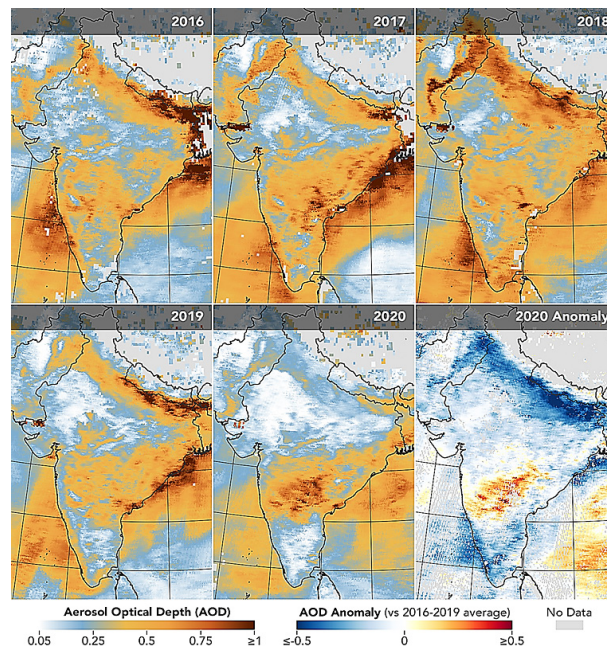 2016
2017
2018
2019
2020
2020 Anomaly
Aerosol Optical Depth (AOD)
0.05 0.25 0.5 0.75 ≥1
AOD Anomaly (vs 2016-2019 average)
≤-0.5 0 ≥0.5
No Data